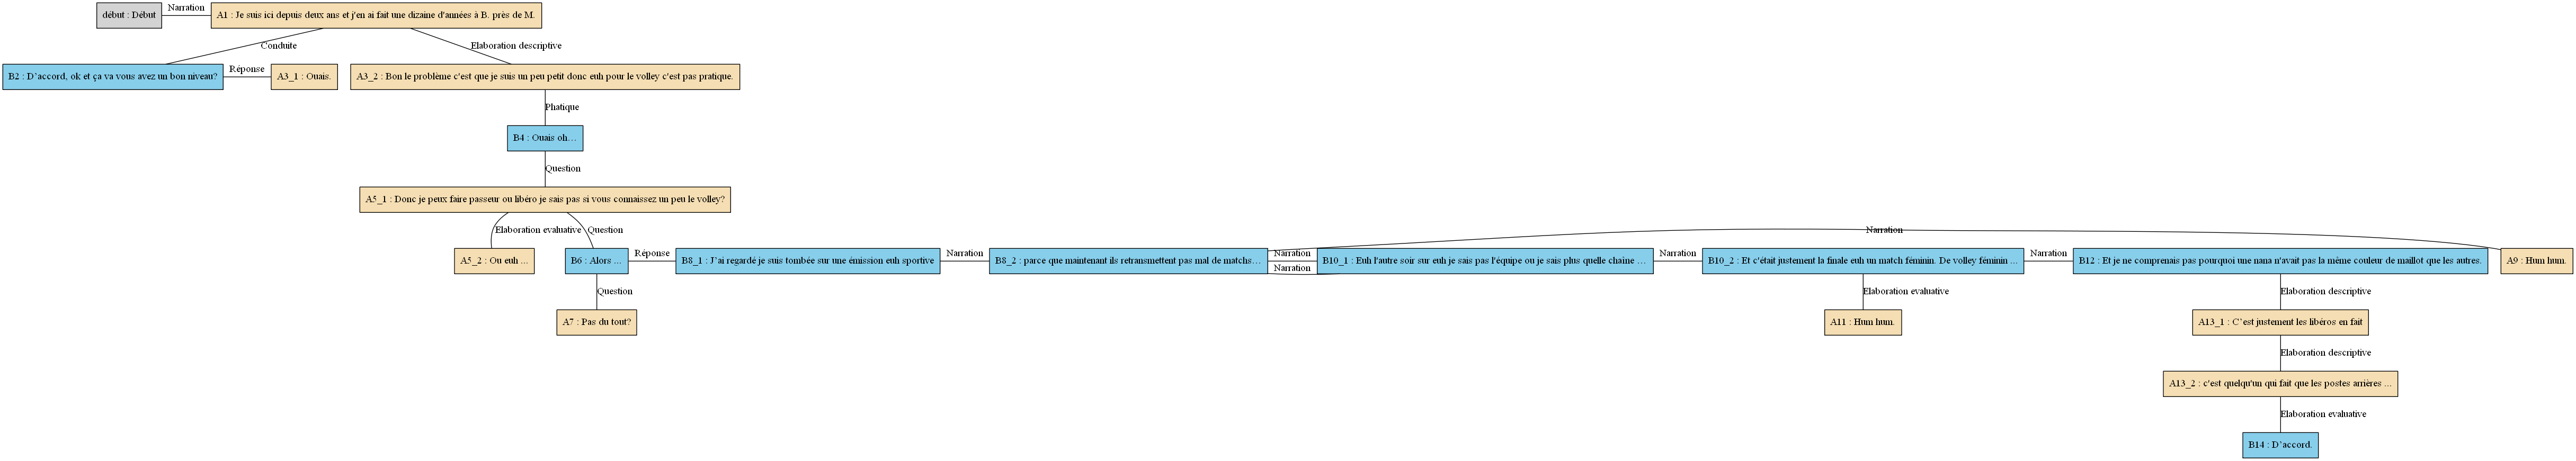 début : Début
Narration
A1 : Je suis ici depuis deux ans et j'en ai fait une dizaine d'années à B. près de M.
Conduite
Elaboration descriptive
B2 : D'accord, ok et ça va vous avez un bon niveau?
Réponse
A3_1 : Ouais.
A3_2 : Bon le problème c'est que je suis un peu petit donc euh pour le volley c'est pas pratique.
Phatique
B4 : Ouais oh…
Question
A5_1 : Donc je peux faire passeur ou libéro je sais pas si vous connaissez un peu le volley?
Elaboration evaluative
Question
Narration
A5_2 : Ou euh ...
B6 : Alors ...
Réponse
B8_1 : J'ai regardé je suis tombée sur une émission euh sportive
Narration
B8_2 : parce que maintenant ils retransmettent pas mal de matchs…
Narration
Narration
B10_1 : Euh l'autre soir sur euh je sais pas l'équipe ou je sais plus quelle chaîne …
Narration
B10_2 : Et c'était justement la finale euh un match féminin. De volley féminin ...
Narration
B12 : Et je ne comprenais pas pourquoi une nana n'avait pas la même couleur de maillot que les autres.
A9 : Hum hum.
Question
Elaboration evaluative
Elaboration descriptive
A7 : Pas du tout?
A11 : Hum hum.
A13_1 : C'est justement les libéros en fait
Elaboration descriptive
A13_2 : c'est quelqu'un qui fait que les postes arrières ...
Elaboration evaluative
B14 : D'accord.